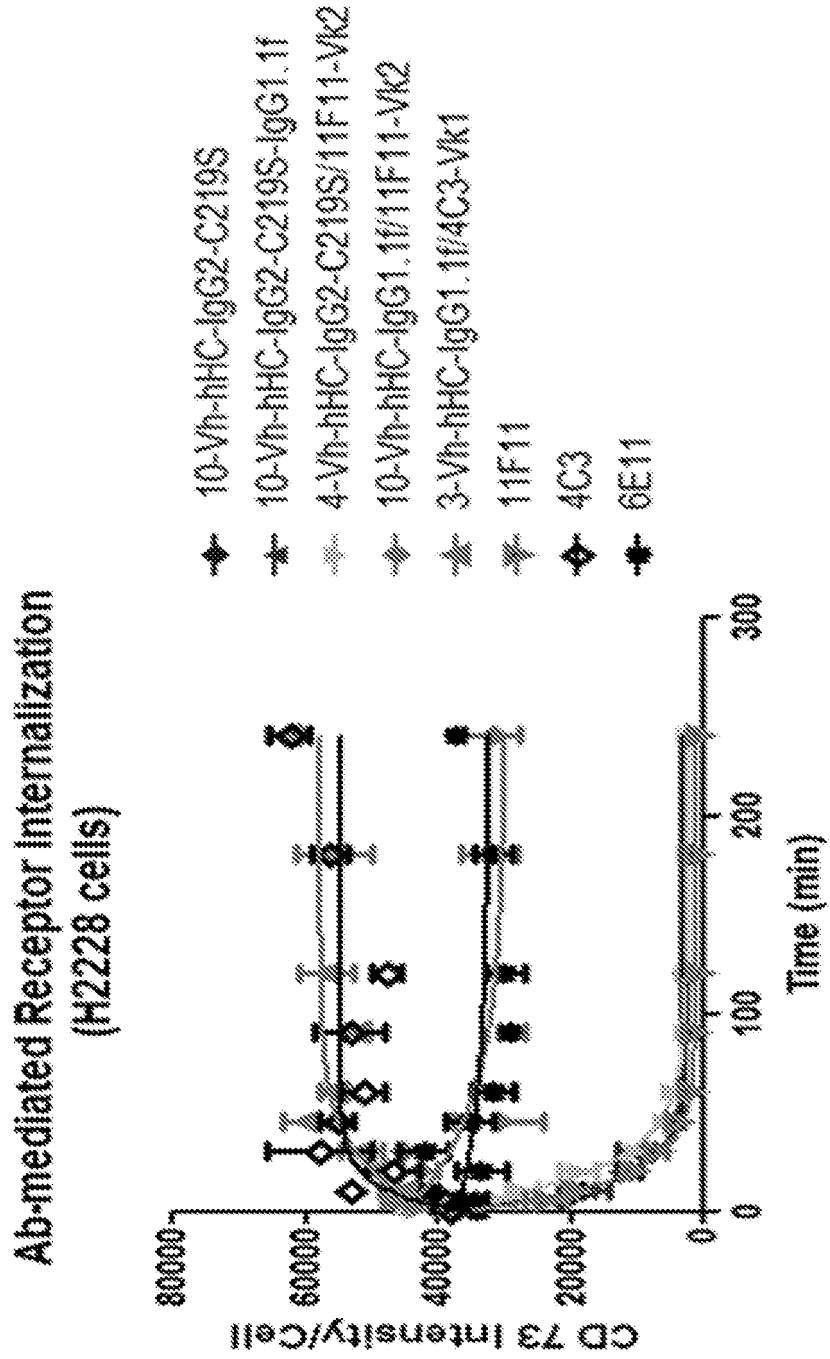 Ab-mediated Receptor Internalization
(H2228 cells)
CD 73 Intensity/Cell
80000
60000
40000
20000
0
0
100
200
300
Time (min)
10-Vh-hHC-IgG2-C219S
10-Vh-hHC-IgG2-C219S-IgG1.1f
4-Vh-hHC-IgG2-C219S/11F11-Vk2
10-Vh-hHC-IgG1.1f/11F11-Vk2
3-Vh-hHC-IgG1.1f/4C3-Vk1
11F11
4C3
6E11